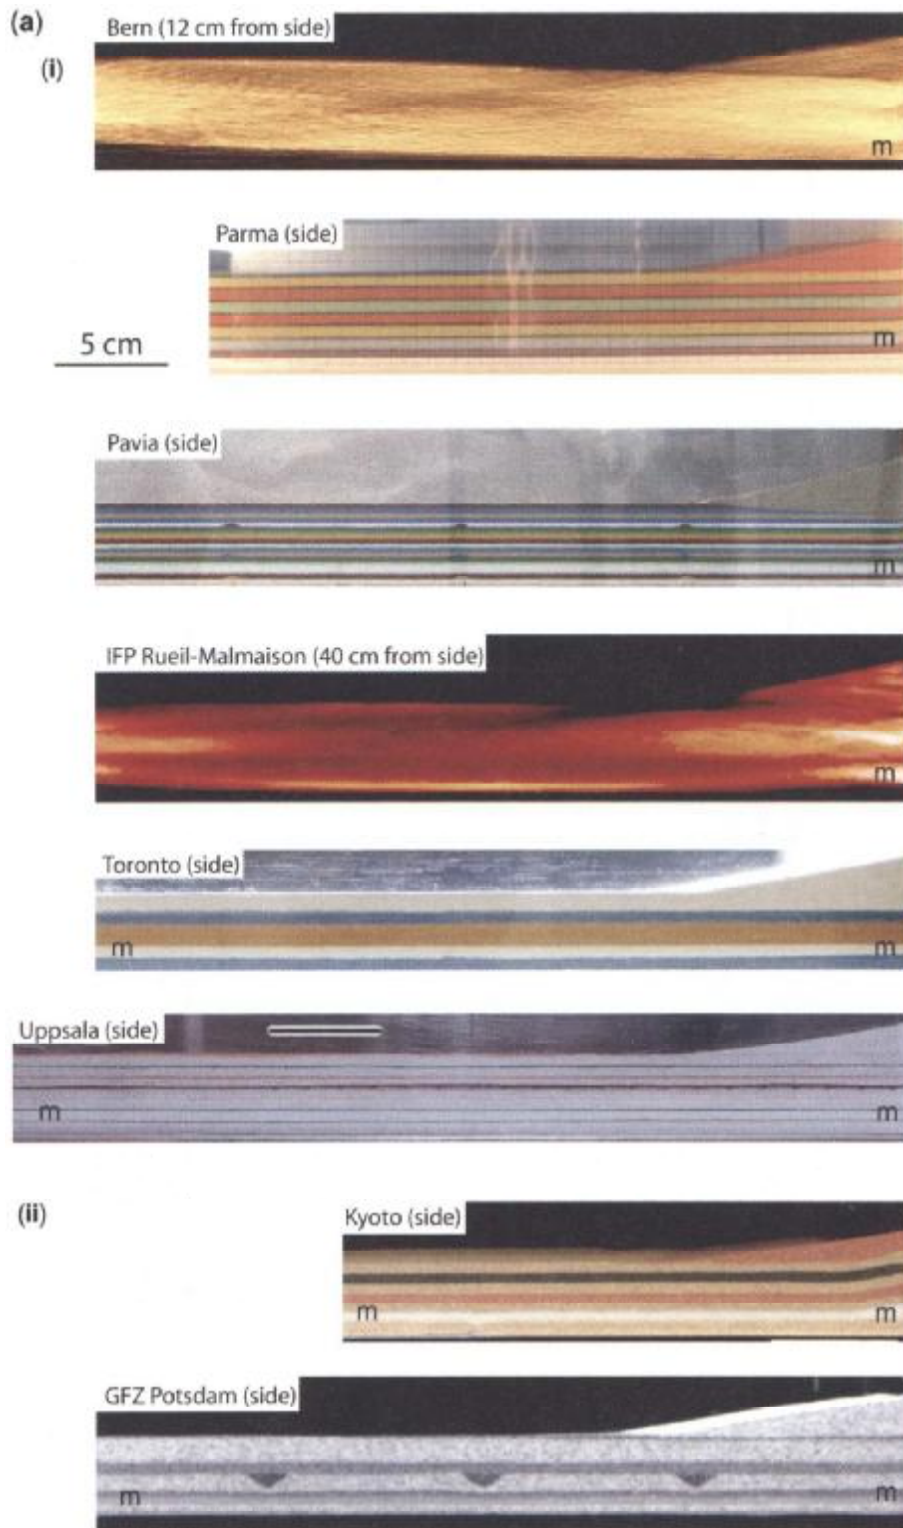 (a)
Bern (12 cm from side)
(i)
m
Parma (side)
5 cm
m
Pavia (side)
m
IFP Rueil-Malmaison (40 cm from side)
m
Toronto (side)
m m
Uppsala (side)
m m
(ii)
Kyoto (side)
m m
GFZ Potsdam (side)
m m